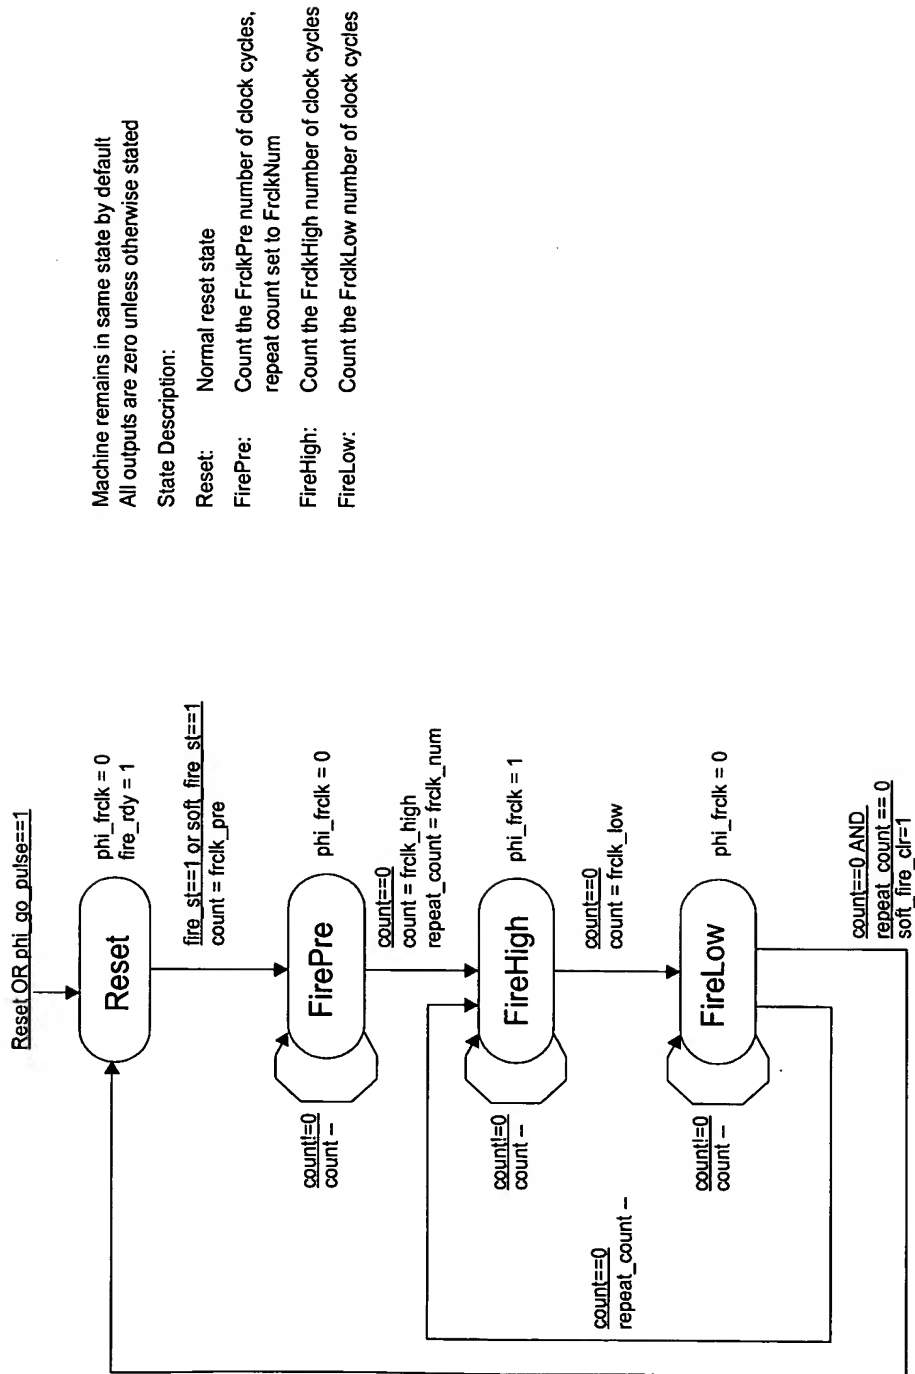 Reset OR phi_go_pulse==1
Reset
phi_frclk = 0
fire_rdy = 1
fire_st==1 or soft_fire_st==1
count = frclk_pre
FirePre
phi_frclk = 0
count!=0
count –
count==0
count = frclk_high
repeat_count = frclk_num
FireHigh
phi_frclk = 1
count!=0
count –
count==0
count = frclk_low
FireLow
phi_frclk = 0
count!=0
count –
count==0
repeat_count –
count==0 AND
repeat_count == 0
soft_fire_clr=1
Machine remains in same state by default
All outputs are zero unless otherwise stated
State Description:
Reset: Normal reset state
FirePre: Count the FrclkPre number of clock cycles,
repeat count set to FrclkNum
FireHigh: Count the FrclkHigh number of clock cycles
FireLow: Count the FrclkLow number of clock cycles